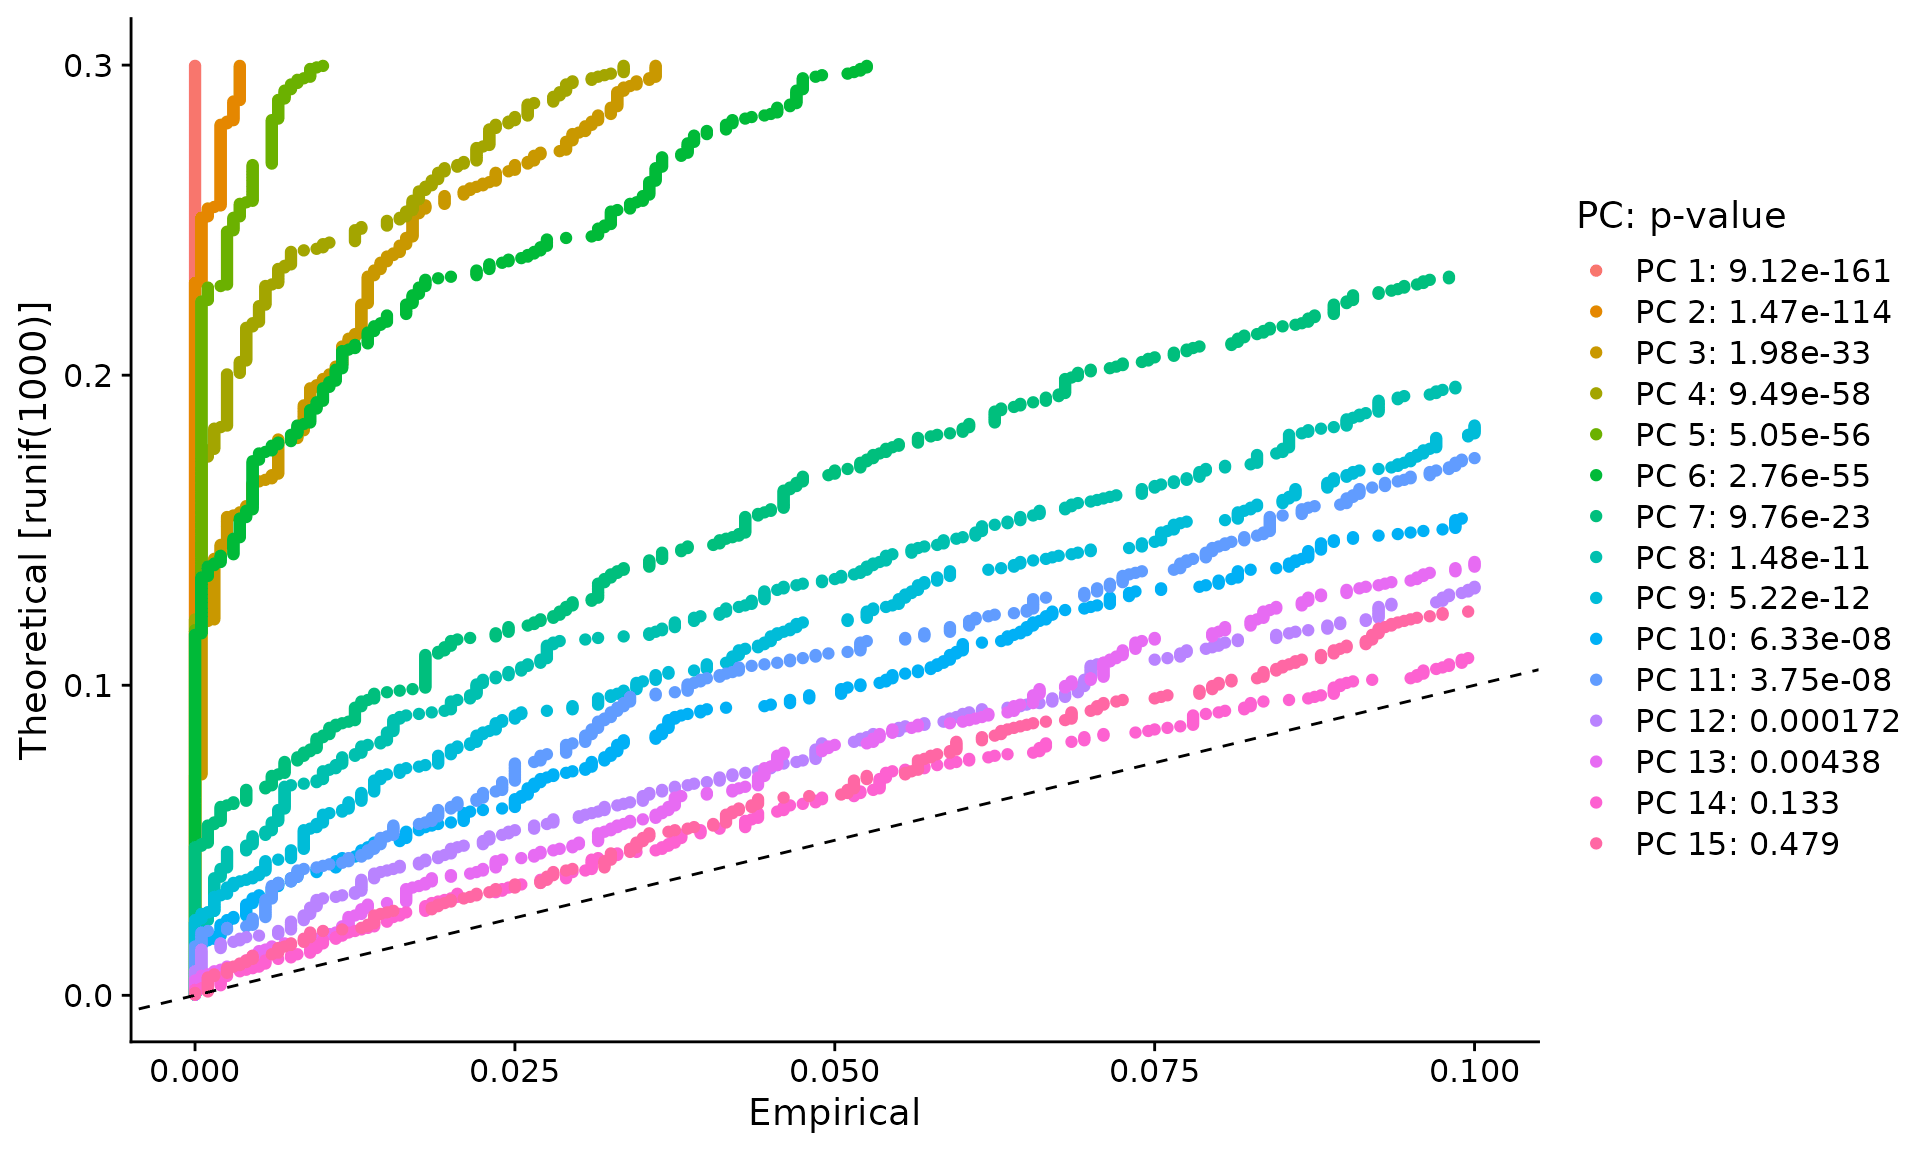 0.3
0.2
0.1
0.0
Theoretical [runif(1000)]
0.000
0.025
0.050
0.075
0.100
Empirical
PC: p-value
PC 1: 9.12e-161
PC 2: 1.47e-114
PC 3: 1.98e-33
PC 4: 9.49e-58
PC 5: 5.05e-56
PC 6: 2.76e-55
PC 7: 9.76e-23
PC 8: 1.48e-11
PC 9: 5.22e-12
PC 10: 6.33e-08
PC 11: 3.75e-08
PC 12: 0.000172
PC 13: 0.00438
PC 14: 0.133
PC 15: 0.479